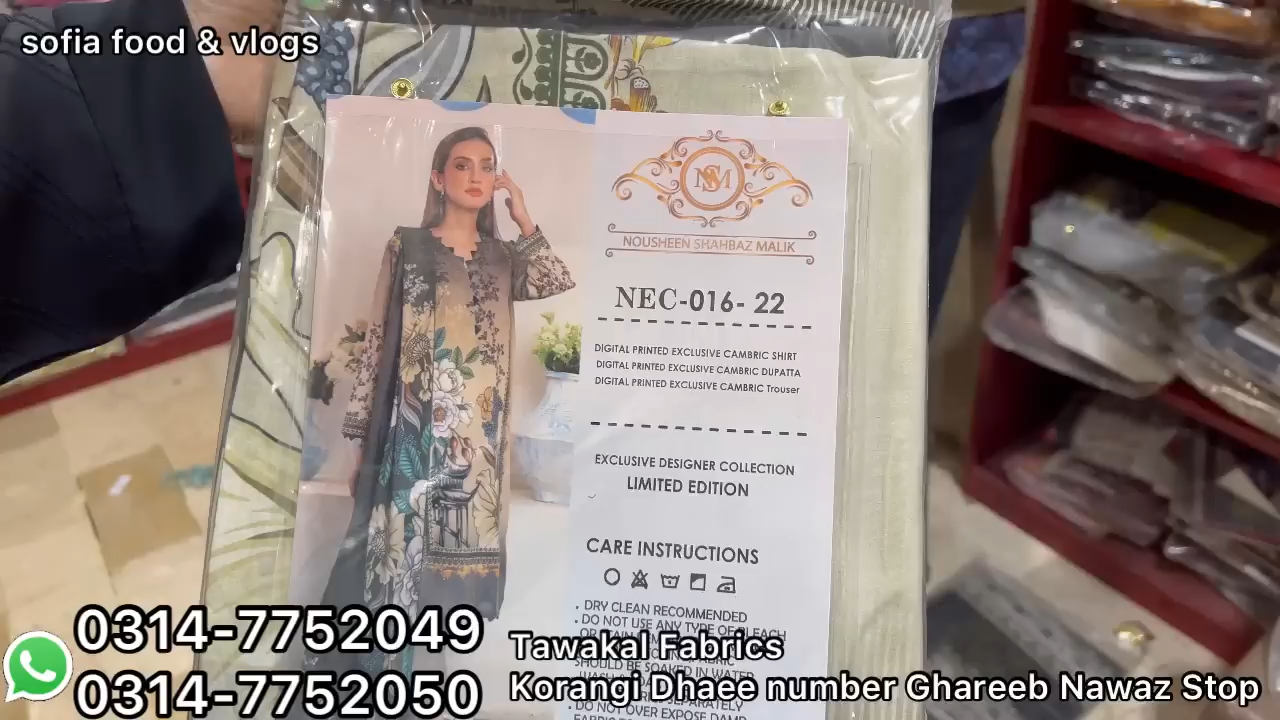 sofia food & vlogs
NSM
NOUSHEEN SHAHBAZ MALIK
NEC-016- 22
DIGITAL PRINTED EXCLUSIVE CAMBRIC SHIRT
DIGITAL PRINTED EXCLUSIVE CAMBRIC DUPATTA
DIGITAL PRINTED EXCLUSIVE CAMBRIC Trouser
EXCLUSIVE DESIGNER COLLECTION
LIMITED EDITION
CARE INSTRUCTIONS
• DRY CLEAN RECOMMENDED
• DO NOT USE ANY TYPE OF BLEACH
SHOULD BE SOAKED IN WATER
SEPARATELY
• DO NOT OVER EXPOSE DAMP
0314-7752049
0314-7752050
Tawakal Fabrics
Korangi Dhaee number Ghareeb Nawaz Stop